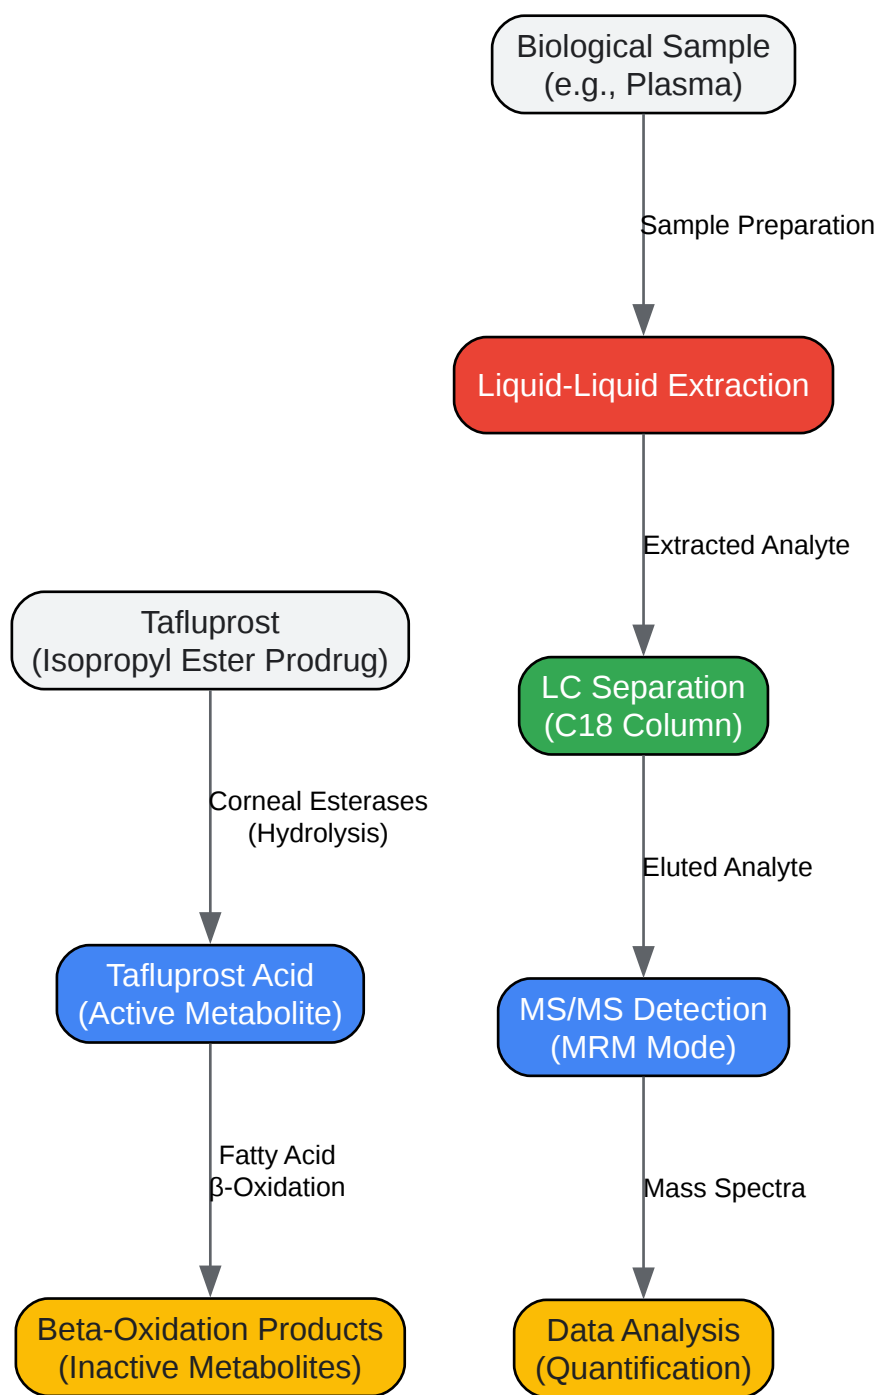 Biological Sample
(e.g., Plasma)
Sample Preparation
Liquid-Liquid Extraction
Extracted Analyte
LC Separation
(C18 Column)
Eluted Analyte
MS/MS Detection
(MRM Mode)
Mass Spectra
Data Analysis
(Quantification)
Tafluprost
(Isopropyl Ester Prodrug)
Corneal Esterases
(Hydrolysis)
Tafluprost Acid
(Active Metabolite)
Fatty Acid
β-Oxidation
Beta-Oxidation Products
(Inactive Metabolites)